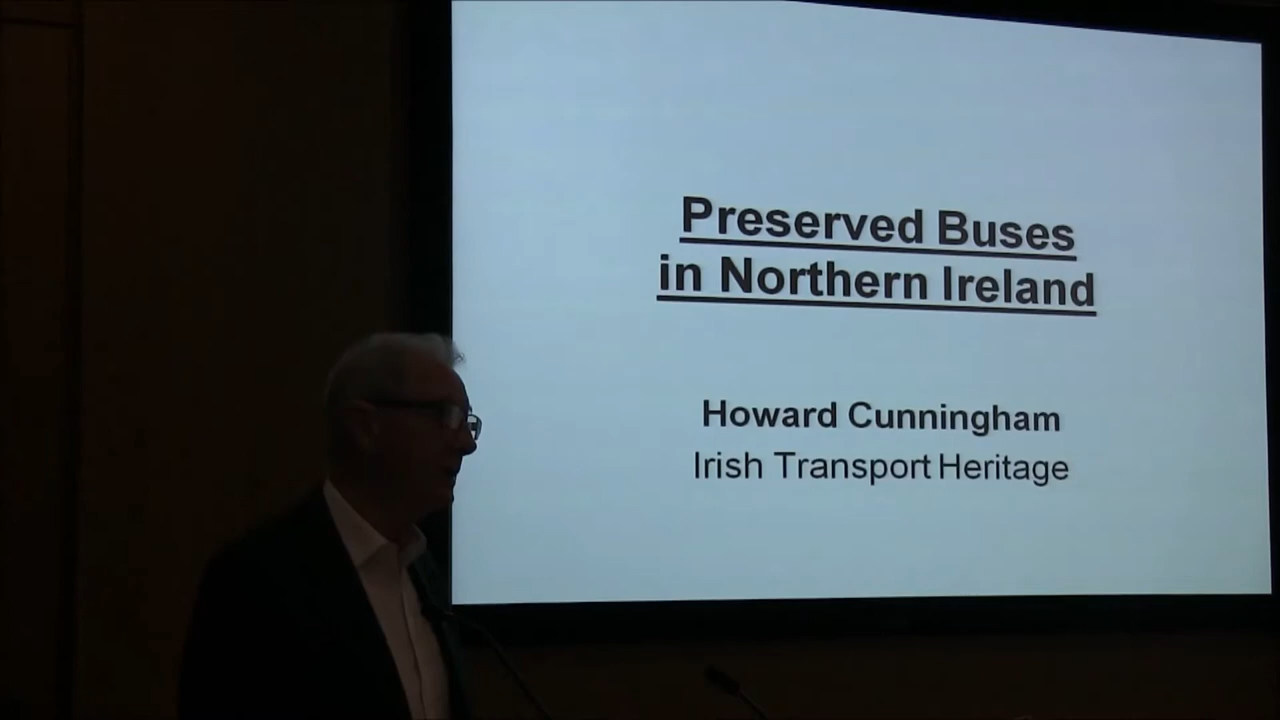 Preserved Buses
in Northern Ireland
Howard Cunningham
Irish Transport Heritage